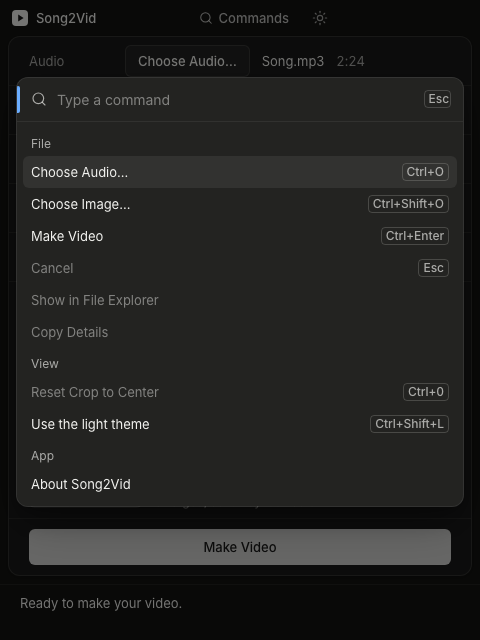 Song2Vid
Commands
Audio
Choose Audio...
Song.mp3
2:24
Type a command
Esc
File
Choose Audio...
Ctrl+O
Choose Image...
Ctrl+Shift+O
Make Video
Ctrl+Enter
Cancel
Esc
Show in File Explorer
Copy Details
View
Reset Crop to Center
Ctrl+0
Use the light theme
Ctrl+Shift+L
App
About Song2Vid
Make Video
Ready to make your video.